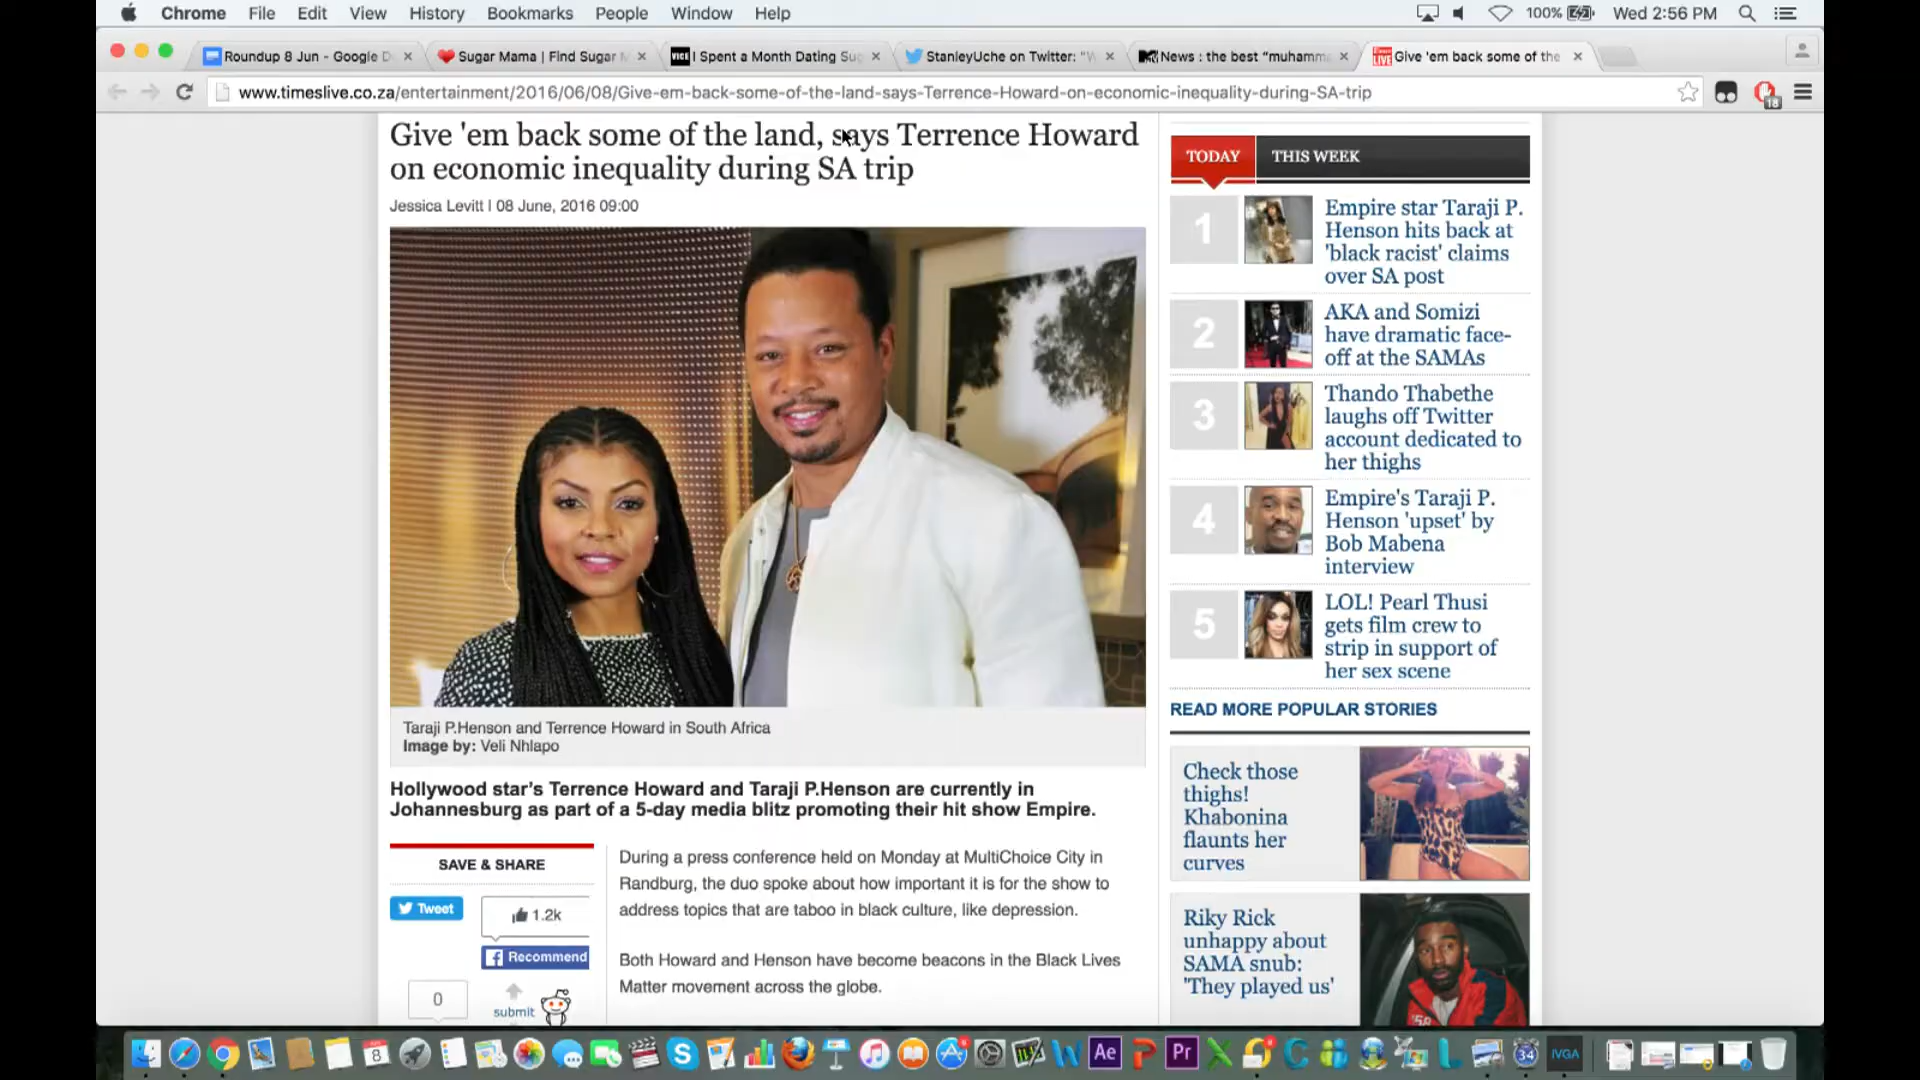 Chrome File Edit View History Bookmarks People Window Help
100% Wed 2:56 PM
Roundup 8 Jun - Google D
Sugar Mama | Find Sugar M
VICE I Spent a Month Dating Sug
StanleyUche on Twitter: "W
News : the best “muhamma
Give 'em back some of the
www.timeslive.co.za/entertainment/2016/06/08/Give-em-back-some-of-the-land-says-Terrence-Howard-on-economic-inequality-during-SA-trip
18
Give 'em back some of the land, says Terrence Howard
on economic inequality during SA trip
Jessica Levitt I 08 June, 2016 09:00
Taraji P.Henson and Terrence Howard in South Africa
Image by: Veli Nhlapo
Hollywood star’s Terrence Howard and Taraji P.Henson are currently in
Johannesburg as part of a 5-day media blitz promoting their hit show Empire.
SAVE & SHARE
Tweet
1.2k
Recommend
0
submit
During a press conference held on Monday at MultiChoice City in
Randburg, the duo spoke about how important it is for the show to
address topics that are taboo in black culture, like depression.
Both Howard and Henson have become beacons in the Black Lives
Matter movement across the globe.
TODAY THIS WEEK
1
Empire star Taraji P.
Henson hits back at
'black racist' claims
over SA post
2
AKA and Somizi
have dramatic face-
off at the SAMAs
3
Thando Thabethe
laughs off Twitter
account dedicated to
her thighs
4
Empire's Taraji P.
Henson 'upset' by
Bob Mabena
interview
5
LOL! Pearl Thusi
gets film crew to
strip in support of
her sex scene
READ MORE POPULAR STORIES
Check those
thighs!
Khabonina
flaunts her
curves
Riky Rick
unhappy about
SAMA snub:
'They played us'
8
Ae
Pr
34
IVGA